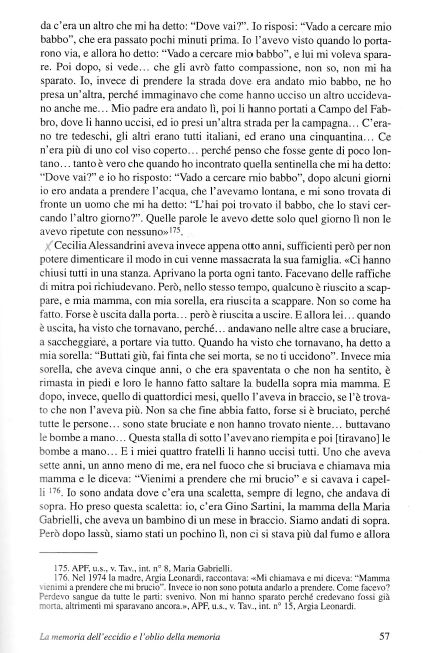 da c'era un altro che mi ha detto: "Dove vai?". Io risposi: "Vado a cercare mio
babbo", che era passato pochi minuti prima. Io l'avevo visto quando lo porta-
rono via, e allora ho detto: "Vado a cercare mio babbo", e lui mi voleva spara-
re. Poi dopo, si vede… che gli avrò fatto compassione, non so, non mi ha
sparato. Io, invece di prendere la strada dove era andato mio babbo, ne ho
presa un'altra, perché immaginavo che come hanno ucciso un altro uccideva-
no anche me… Mio padre era andato lì, poi li hanno portati a Campo del Fab-
bro, dove li hanno uccisi, ed io presi un'altra strada per la campagna… C'era-
no tre tedeschi, gli altri erano tutti italiani, ed erano una cinquantina… Ce
n'era più di uno col viso coperto… perché penso che fosse gente di poco lon-
tano… tanto è vero che quando ho incontrato quella sentinella che mi ha detto:
"Dove vai?" e io ho risposto: "Vado a cercare mio babbo", dopo alcuni giorni
io ero andato a prendere l'acqua, che l'avevamo lontana, e mi sono trovata di
fronte un uomo che mi ha detto: "L'hai poi trovato il babbo, che lo stavi cer-
cando l'altro giorno?". Quelle parole le avevo dette solo quel giorno lì non le
avevo ripetute con nessuno»175.
Cecilia Alessandrini aveva invece appena otto anni, sufficienti però per non
potere dimenticare il modo in cui venne massacrata la sua famiglia. «Ci hanno
chiusi tutti in una stanza. Aprivano la porta ogni tanto. Facevano delle raffiche
di mitra poi richiudevano. Però, nello stesso tempo, qualcuno è riuscito a scap-
pare, e mia mamma, con mia sorella, era riuscita a scappare. Non so come ha
fatto. Forse è uscita dalla porta… però è riuscita a uscire. E allora lei… quando
è uscita, ha visto che tornavano, perché… andavano nelle altre case a bruciare,
a saccheggiare, a portare via tutto. Quando ha visto che tornavano, ha detto a
mia sorella: "Buttati giù, fai finta che sei morta, se no ti uccidono". Invece mia
sorella, che aveva cinque anni, o che era spaventata o che non ha sentito, è
rimasta in piedi e loro le hanno fatto saltare la budella sopra mia mamma. E
dopo, invece, quello di quattordici mesi, quello l'aveva in braccio, se l'è trova-
to che non l'aveva più. Non sa che fine abbia fatto, forse si è bruciato, perché
tutte le persone… sono state bruciate e non hanno trovato niente… buttavano
le bombe a mano… Questa stalla di sotto l'avevano riempita e poi [tiravano] le
bombe a mano… E i miei quattro fratelli li hanno uccisi tutti. Uno che aveva
sette anni, un anno meno di me, era nel fuoco che si bruciava e chiamava mia
mamma e le diceva: "Vienimi a prendere che mi brucio" e si cavava i capel-
li 176. Io sono andata dove c'era una scaletta, sempre di legno, che andava di
sopra. Ho preso questa scaletta: io, c'era Gino Sartini, la mamma della Maria
Gabrielli, che aveva un bambino di un mese in braccio. Siamo andati di sopra.
Però dopo lassù, siamo stati un pochino lì, non ci si stava più dal fumo e allora
175. APF, u.s., v. Tav., int. n° 8, Maria Gabrielli.
176. Nel 1974 la madre, Argia Leonardi, raccontava: «Mi chiamava e mi diceva: "Mamma
vienimi a prendere che mi brucio". Invece io non sono potuta andarlo a prendere. Come facevo?
Perdevo sangue da tutte le parti: svenivo. Non mi hanno sparato perché credevano fossi già
morta, altrimenti mi sparavano ancora.», APF, u.s., v. Tav., int. n° 15, Argia Leonardi.
La memoria dell'eccidio e l'oblio della memoria 57